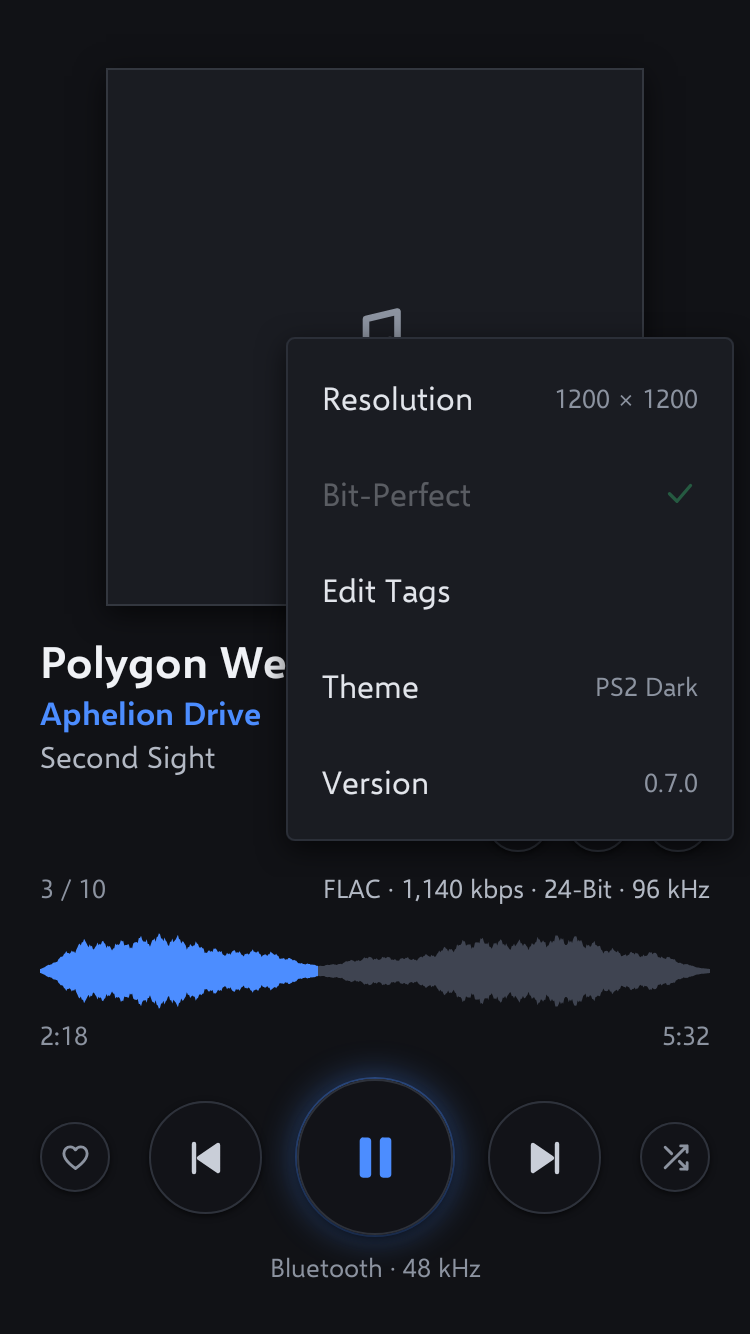 Resolution 1200 × 1200
Bit-Perfect
Edit Tags
Theme PS2 Dark
Version 0.7.0
Polygon
Aphelion Drive
Second Sight
3 / 10 FLAC · 1,140 kbps · 24-Bit · 96 kHz
2:18 5:32
Bluetooth · 48 kHz